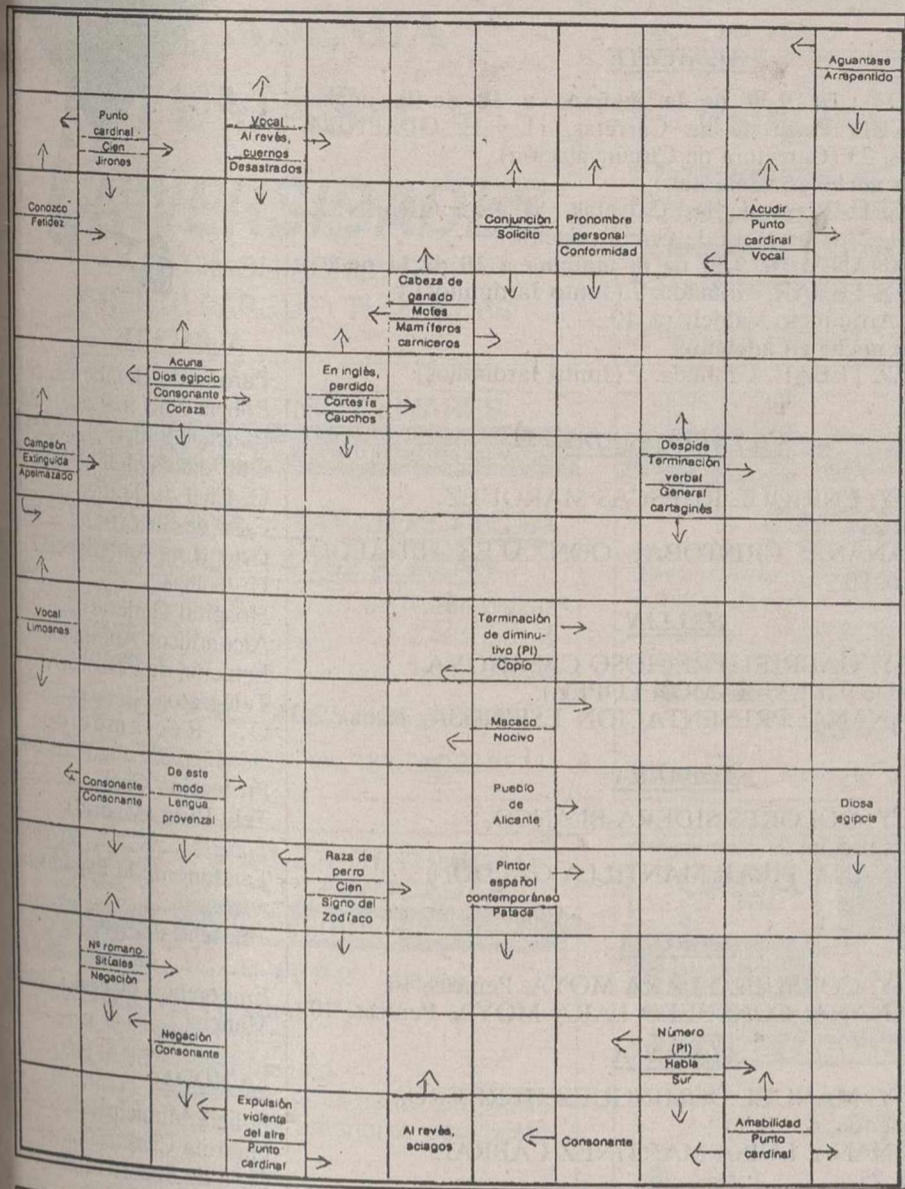 Aguantase
Arrepentido
Punto
cardinal
Cien
Jirones
Vocal
Al revés,
cuernos
Desastrados
Conozco
Fetidez
Conjunción
Solicito
Pronombre
personal
Conformidad
Acudir
Punto
cardinal
Vocal
Cabeza de
ganado
Motes
Mamíferos
carniceros
Acuna
Dios egipcio
Consonante
Coraza
En inglés,
perdido
Cortesía
Cauchos
Campeón
Extinguida
Apelmazado
Despide
Terminación
verbal
General
cartaginés
Vocal
Limosnas
Terminación
de diminu-
tivo (Pl)
Copio
Macaco
Nocivo
Consonante
Consonante
De este
modo
Lengua
provenzal
Pueblo
de
Alicante
Diosa
egipcia
Raza de
perro
Cien
Signo del
Zodíaco
Pintor
español
contemporáneo
Patada
Nº romano
Sitúales
Negación
Negación
Consonante
Número
(Pl)
Habla
Sur
Expulsión
violenta
del aire
Punto
cardinal
Al revés,
aciagos
Consonante
Amabilidad
Punto
cardinal